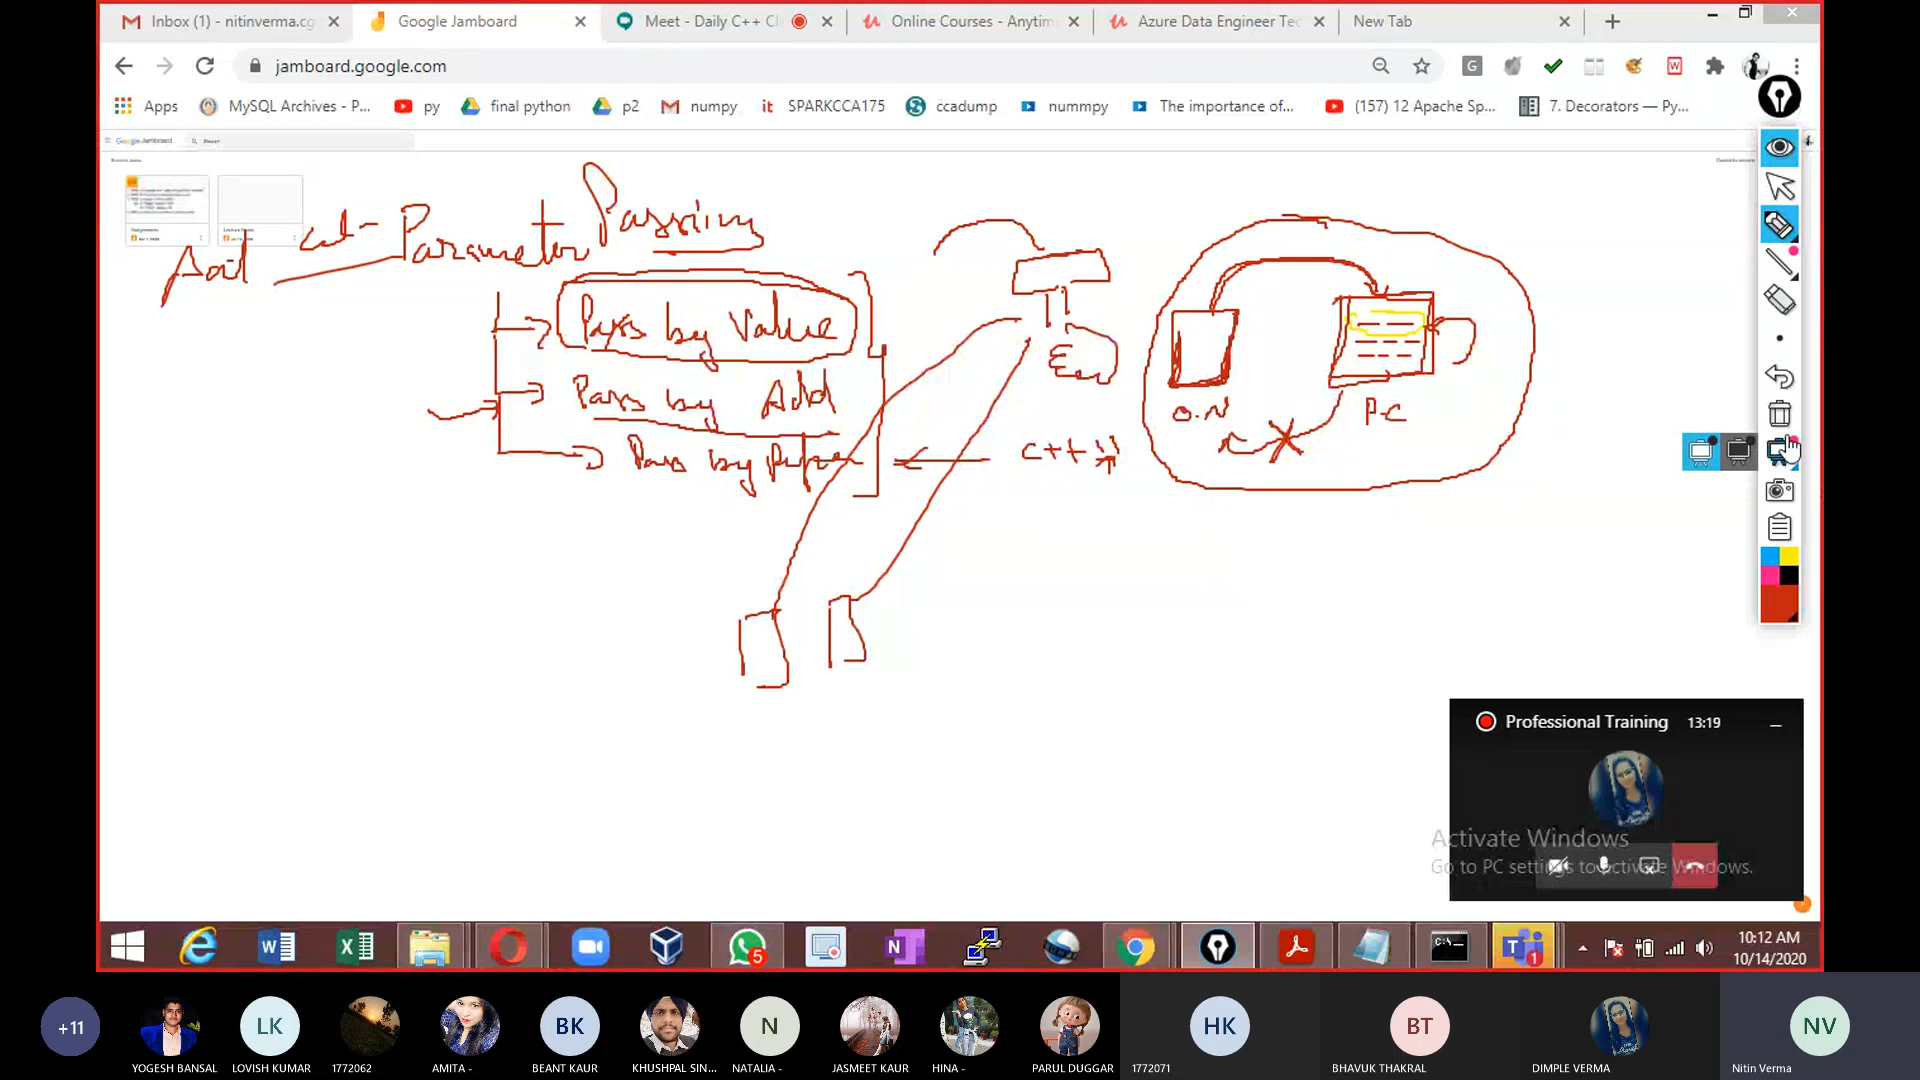 Inbox (1) - nitinverma.cg
Google Jamboard
Meet - Daily C++ Cl
Online Courses - Anytim
Azure Data Engineer Tec
New Tab
jamboard.google.com
Apps
MySQL Archives - P...
py
final python
p2
numpy
SPARKCCA175
ccadump
nummpy
The importance of...
(157) 12 Apache Sp...
7. Decorators — Py...
Google Jamboard
Parameter Passing
Pass by Value
Pass by Add
Pass by
C++
O.N
P.C
Professional Training 13:19
Activate Windows
Go to PC settings to activate Windows.
5
1
10:12 AM
10/14/2020
+11
LK
BK
N
HK
BT
NV
YOGESH BANSAL
LOVISH KUMAR
1772062
AMITA -
BEANT KAUR
KHUSHPAL SIN...
NATALIA -
JASMEET KAUR
HINA -
PARUL DUGGAR
1772071
BHAVUK THAKRAL
DIMPLE VERMA
Nitin Verma